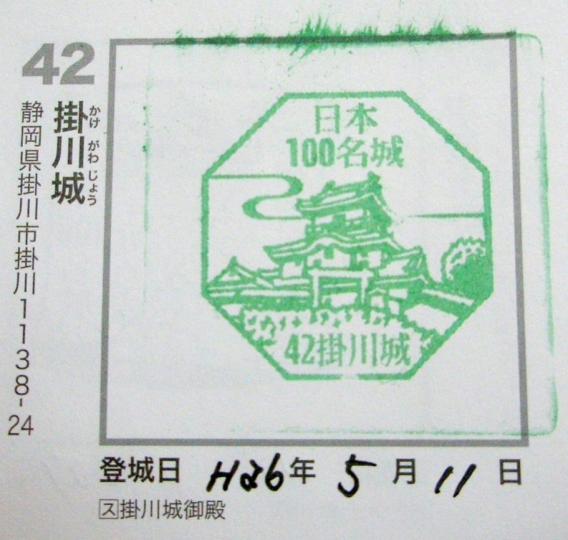 42
掛川城
かけ がわ じょう
静岡県掛川市掛川1138-24
日本
100名城
42掛川城
登城日 H26年 5月 11日
ス掛川城御殿